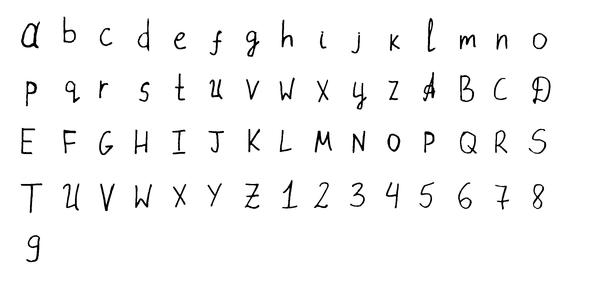 a b c d e f g h i j k l m n o
p q r s t u v w x y z A B C D
E F G H I J K L M N O P Q R S
T U V W X Y Z 1 2 3 4 5 6 7 8
9